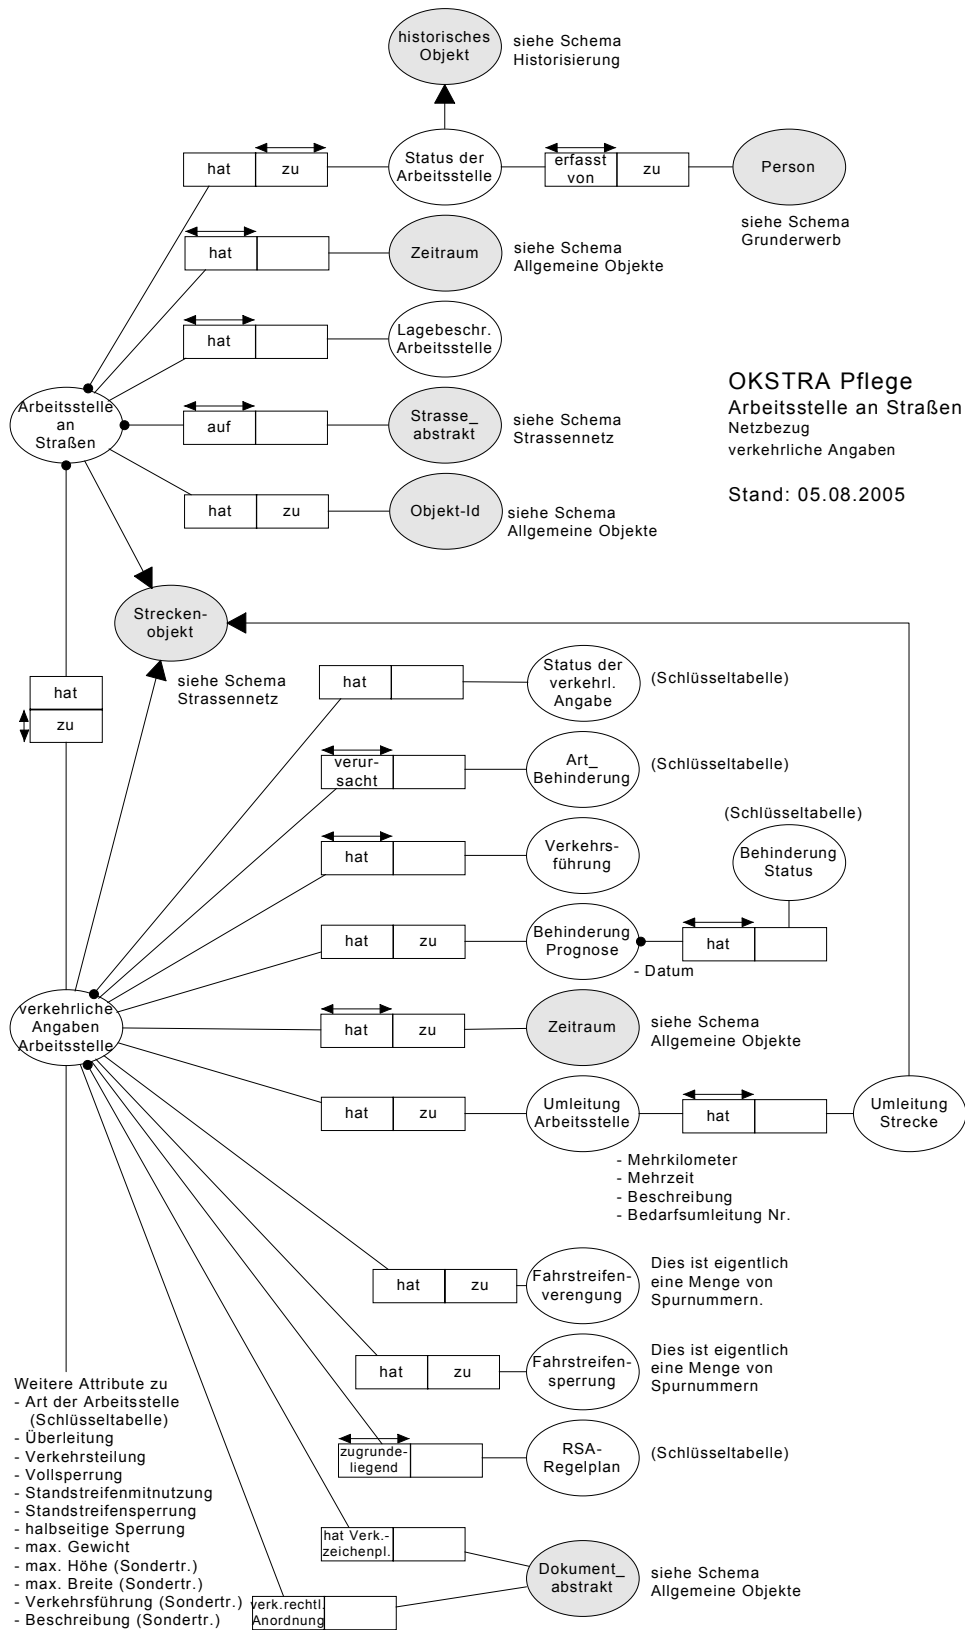 historisches
Objekt
siehe Schema
Historisierung
hat
zu
Status der
Arbeitsstelle
erfasst
von
zu
Person
siehe Schema
Grunderwerb
hat
Zeitraum
siehe Schema
Allgemeine Objekte
hat
Lagebeschr.
Arbeitsstelle
OKSTRA Pflege
Arbeitsstelle an Straßen
Netzbezug
verkehrliche Angaben
Stand: 05.08.2005
Arbeitsstelle
an
Straßen
auf
Strasse_
abstrakt
siehe Schema
Strassennetz
hat
zu
Objekt-Id
siehe Schema
Allgemeine Objekte
Strecken-
objekt
siehe Schema
Strassennetz
hat
zu
hat
Status der
verkehrl.
Angabe
(Schlüsseltabelle)
verur-
sacht
Art_
Behinderung
(Schlüsseltabelle)
hat
Verkehrs-
führung
(Schlüsseltabelle)
Behinderung
Status
hat
zu
Behinderung
Prognose
- Datum
hat
verkehrliche
Angaben
Arbeitsstelle
hat
zu
Zeitraum
siehe Schema
Allgemeine Objekte
hat
zu
Umleitung
Arbeitsstelle
hat
Umleitung
Strecke
- Mehrkilometer
- Mehrzeit
- Beschreibung
- Bedarfsumleitung Nr.
hat
zu
Fahrstreifen-
verengung
Dies ist eigentlich
eine Menge von
Spurnummern.
hat
zu
Fahrstreifen-
sperrung
Dies ist eigentlich
eine Menge von
Spurnummern
zugrunde-
liegend
RSA-
Regelplan
(Schlüsseltabelle)
hat Verk.-
zeichenpl.
Dokument_
abstrakt
siehe Schema
Allgemeine Objekte
verk.rechtl.
Anordnung
Weitere Attribute zu
- Art der Arbeitsstelle
(Schlüsseltabelle)
- Überleitung
- Verkehrsteilung
- Vollsperrung
- Standstreifenmitnutzung
- Standstreifensperrung
- halbseitige Sperrung
- max. Gewicht
- max. Höhe (Sondertr.)
- max. Breite (Sondertr.)
- Verkehrsführung (Sondertr.)
- Beschreibung (Sondertr.)